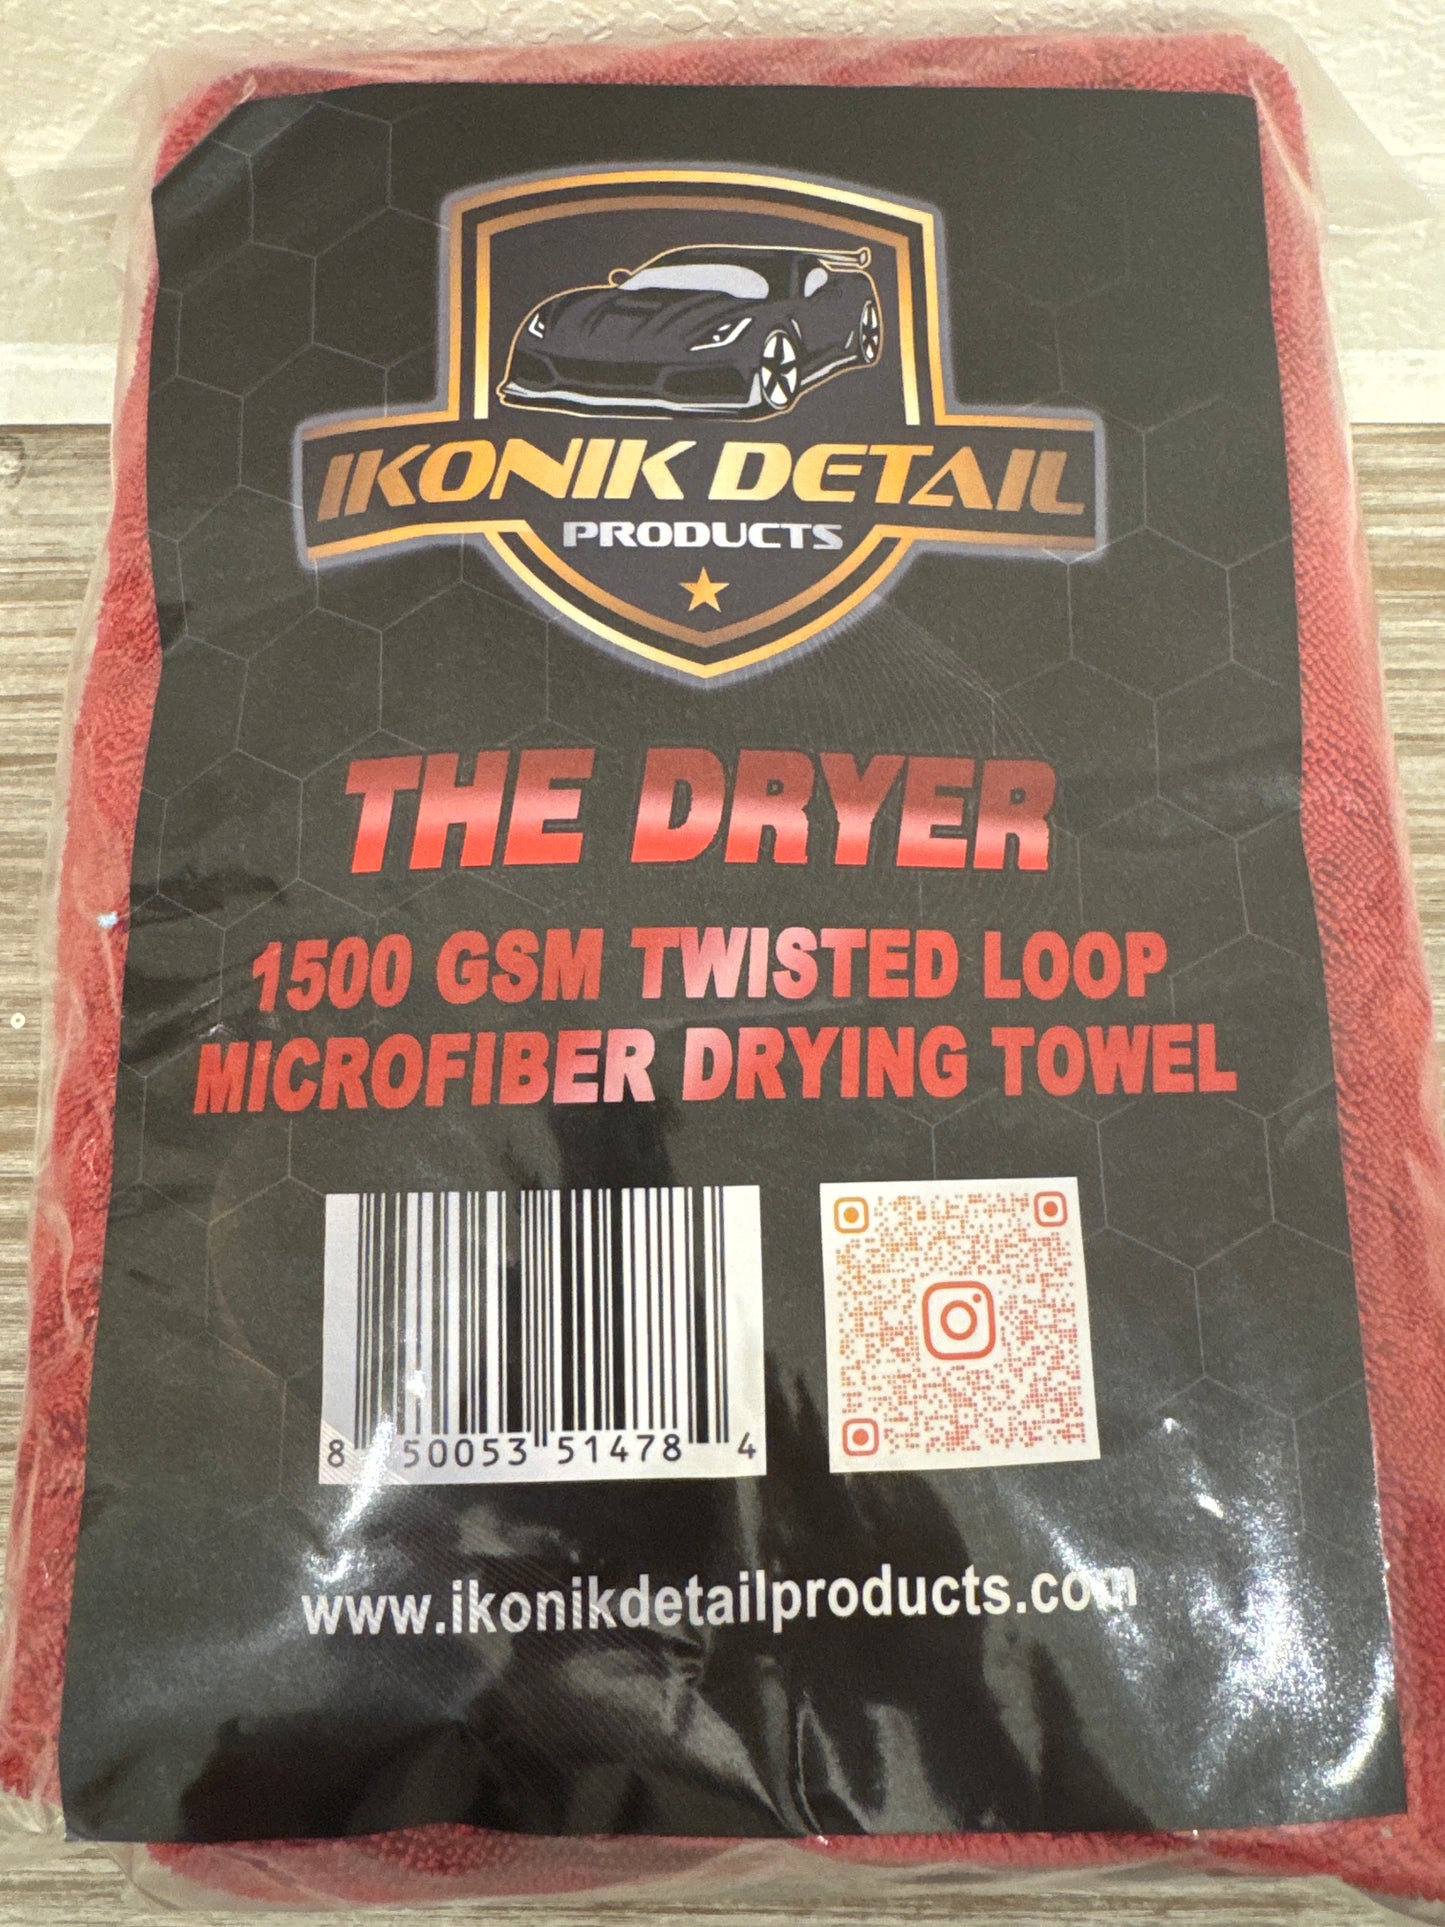 IKONIK DETAIL
PRODUCTS
THE DRYER
1500 GSM TWISTED LOOP
MICROFIBER DRYING TOWEL
8 50053 51478 4
www.ikonikdetailproducts.com